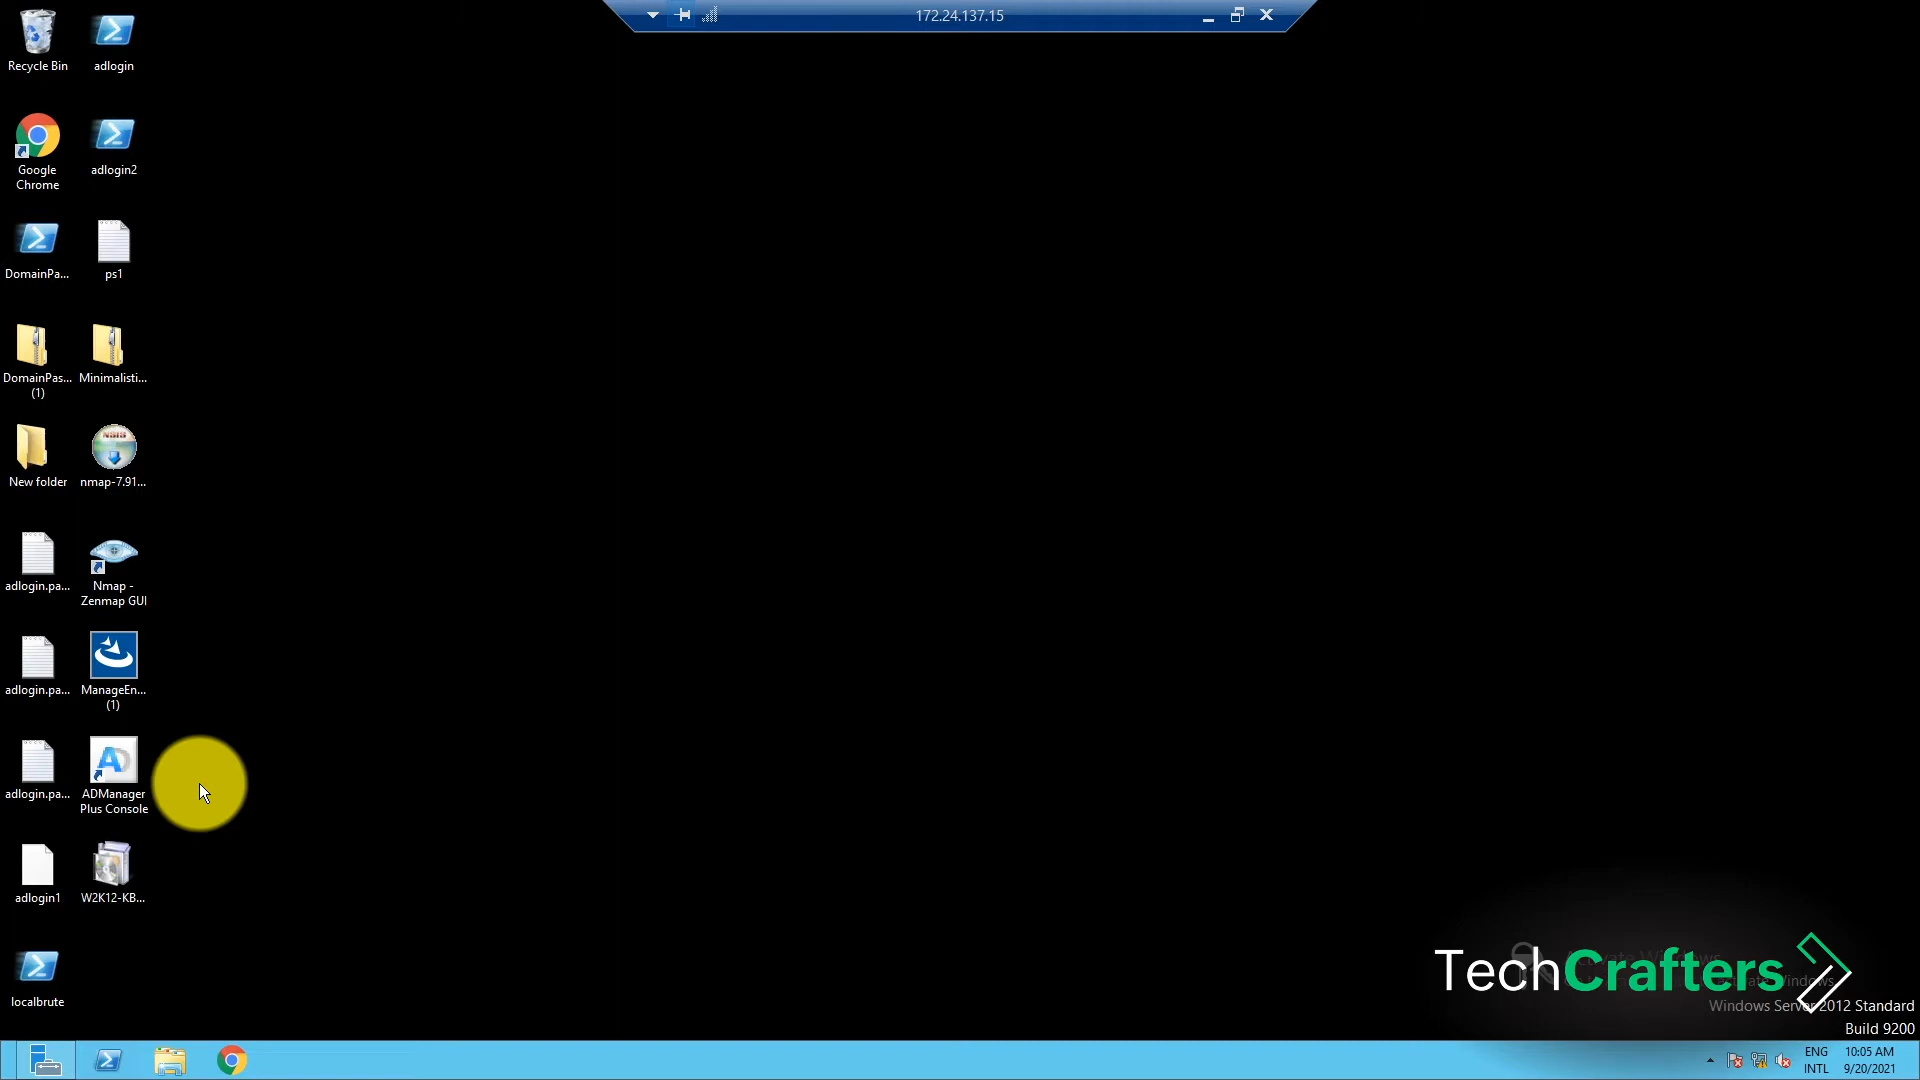 172.24.137.15
Recycle Bin
adlogin
Google
Chrome
adlogin2
DomainPa...
ps1
DomainPas...
(1)
Minimalisti...
New folder
nmap-7.91...
adlogin.pa...
Nmap -
Zenmap GUI
adlogin.pa...
ManageEn...
(1)
adlogin.pa...
ADManager
Plus Console
adlogin1
W2K12-KB...
localbrute
TechCrafters
Windows Server 2012 Standard
Build 9200
ENG
INTL
10:05 AM
9/20/2021